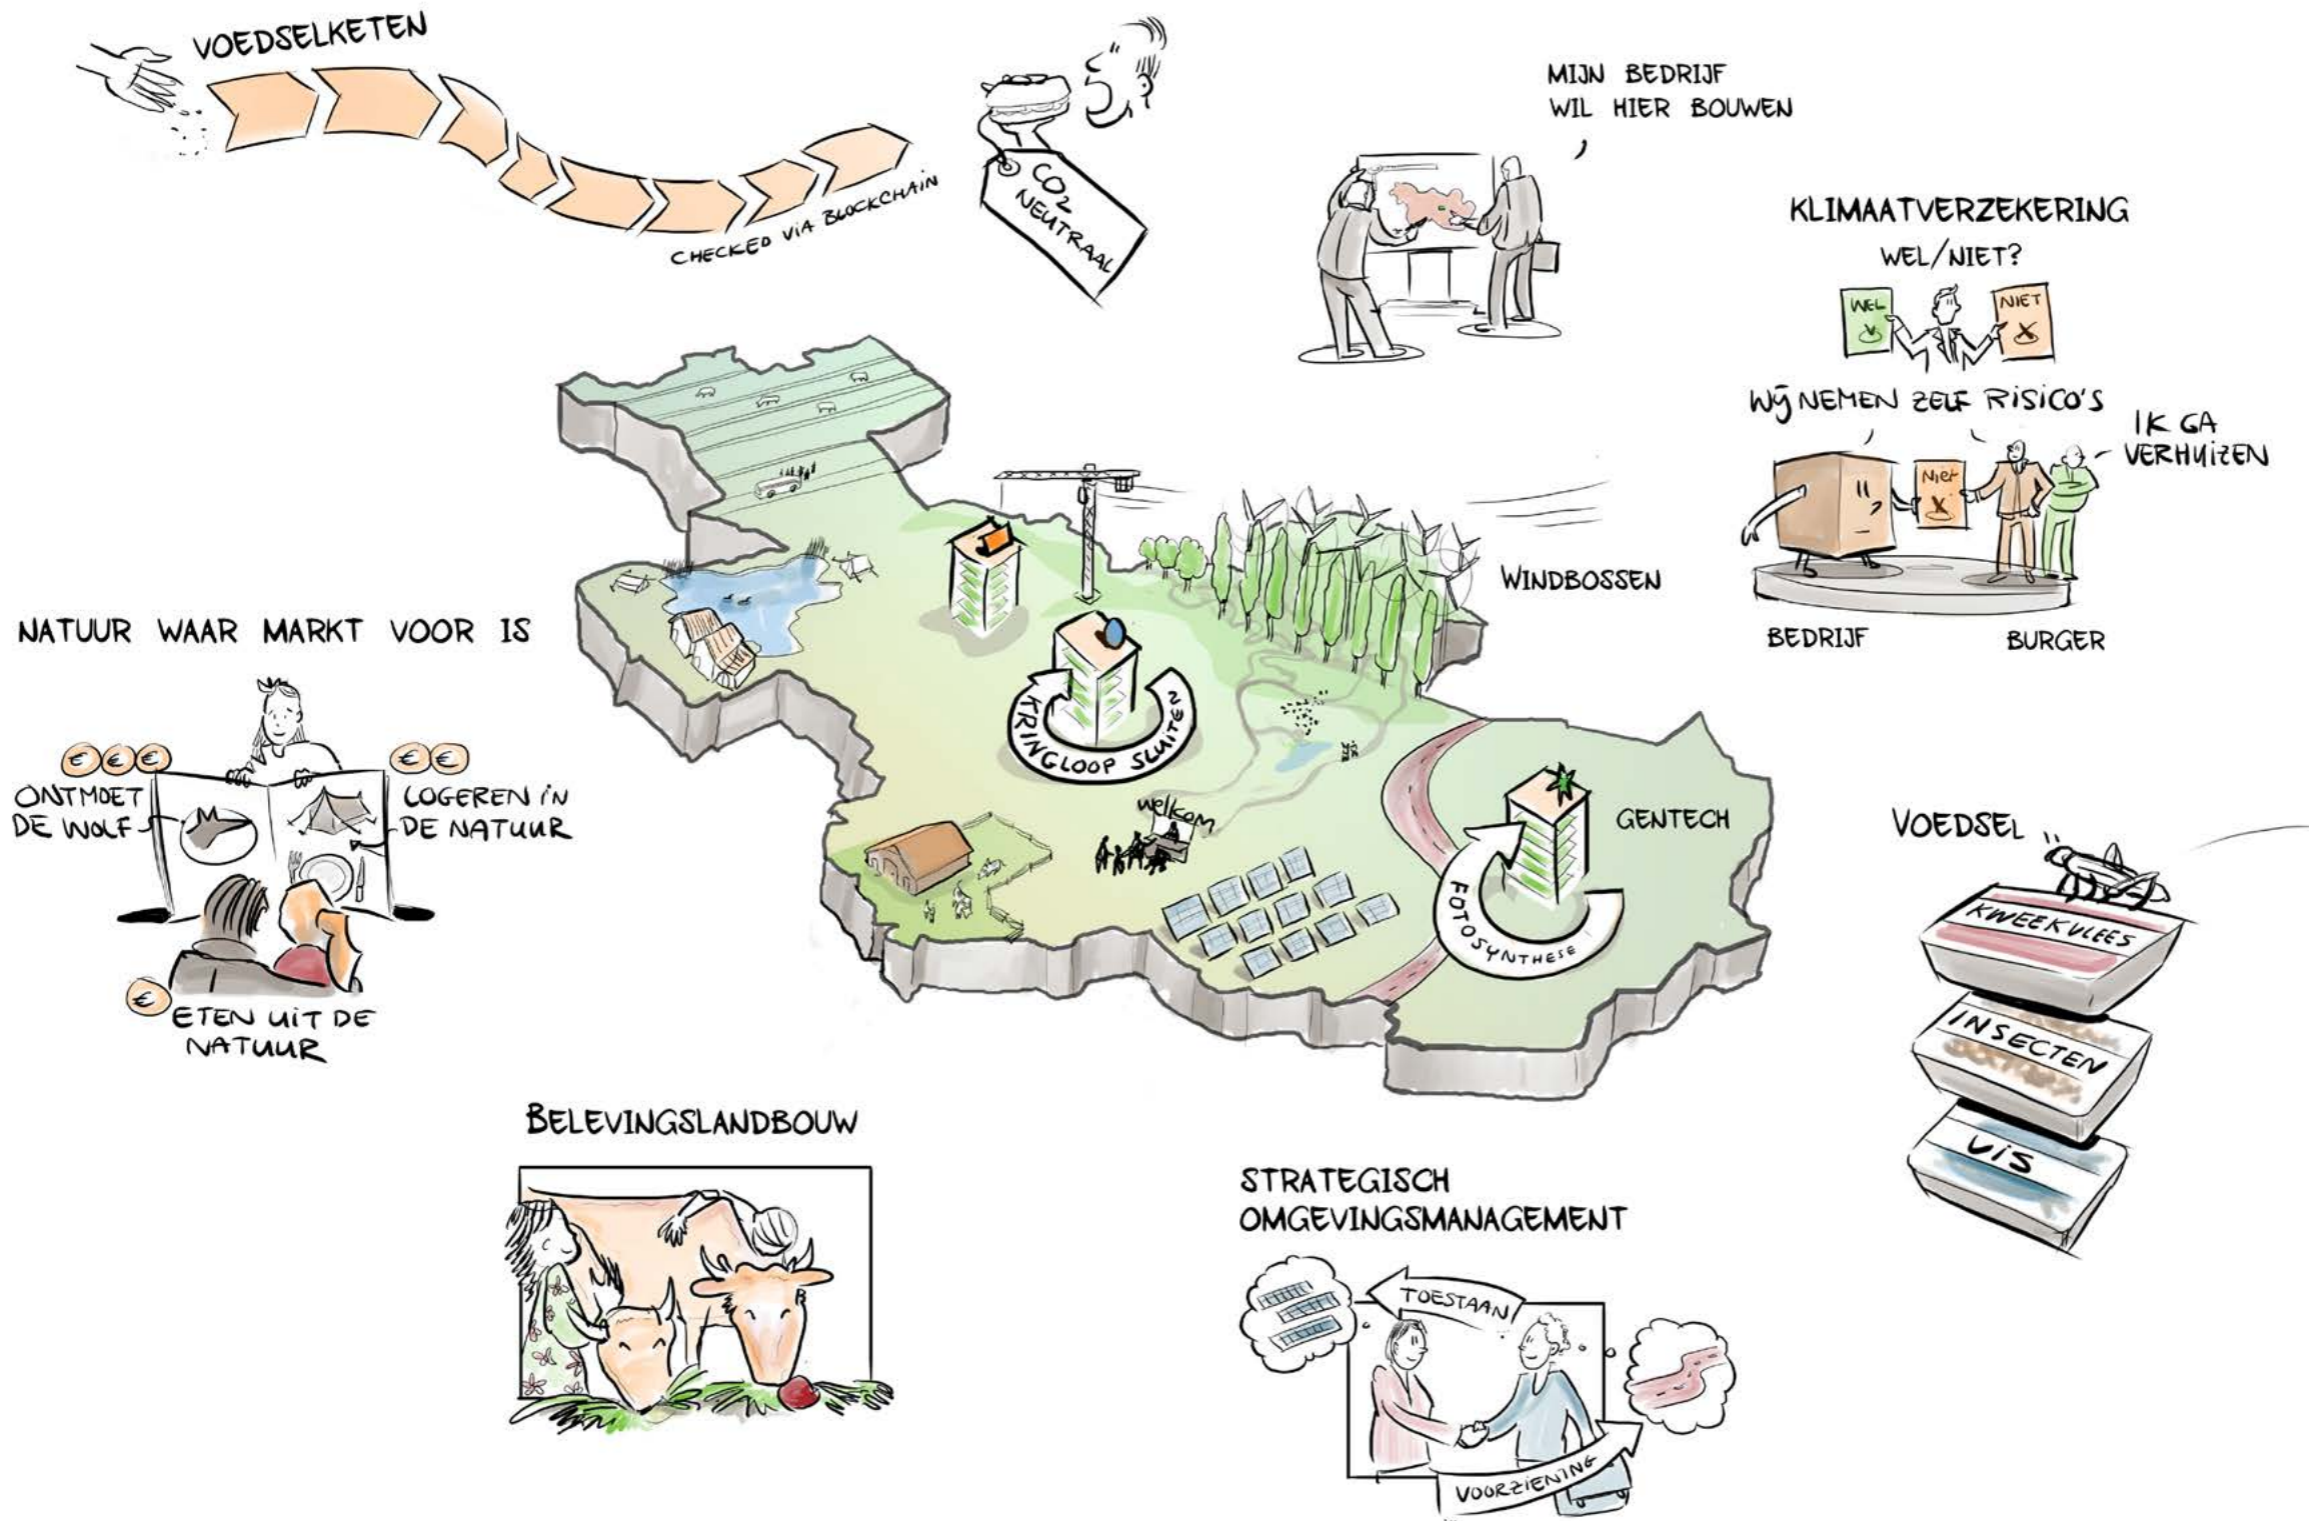 VOEDSELKETEN
CHECKED VIA BLOCKCHAIN
CO2
NEUTRAAL
MIJN BEDRIJF
WIL HIER BOUWEN
KLIMAATVERZEKERING
WEL/NIET?
WEL
NIET
WIJ NEMEN ZELF RISICO'S
IK GA
VERHUIZEN
NIET
BEDRIJF
BURGER
WINDBOSSEN
KRINGLOOP SLUITEN
NATUUR WAAR MARKT VOOR IS
€ € €
€ €
ONTMOET
DE WOLF
LOGEREN IN
DE NATUUR
€
ETEN UIT DE
NATUUR
Welkom
GENTECH
FOTOSYNTHESE
VOEDSEL
KWEEKVLEES
INSECTEN
VIS
BELEVINGSLANDBOUW
STRATEGISCH
OMGEVINGSMANAGEMENT
TOESTAAN
VOORZIENING